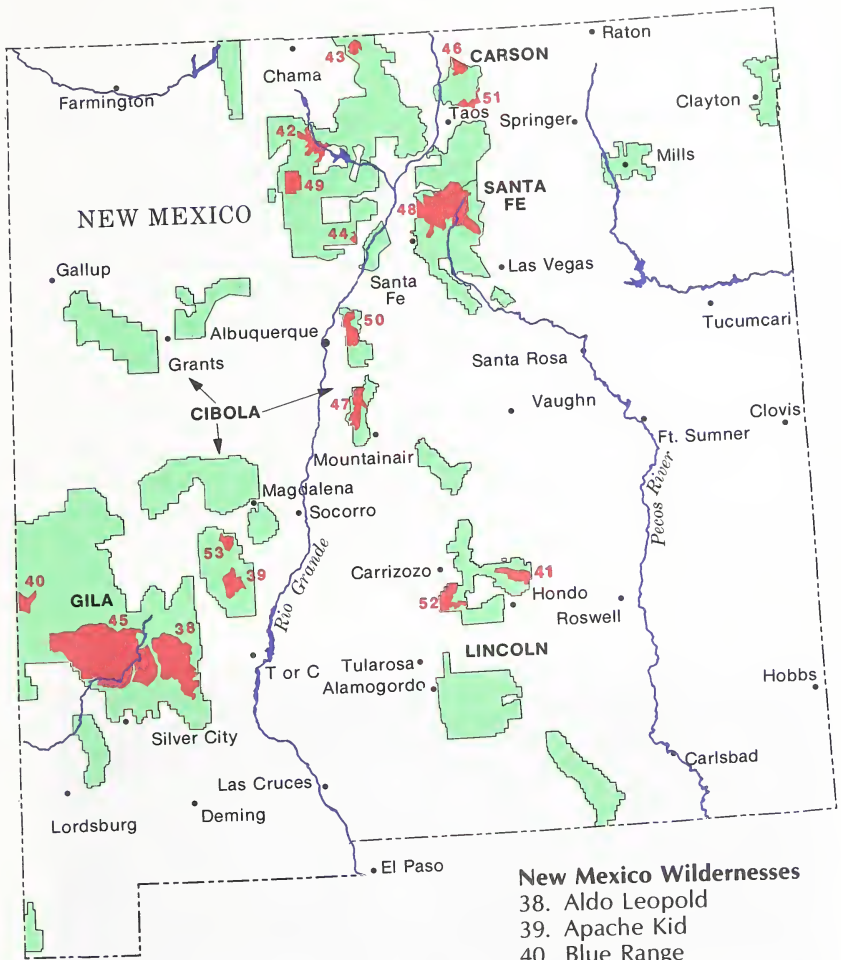 Raton
46
CARSON
43
Chama
Farmington
51
Taos
Springer
Clayton
42
Mills
49
SANTA
FE
NEW MEXICO
48
44
Gallup
Las Vegas
Santa
Fe
50
Albuquerque
Tucumcari
Grants
Santa Rosa
47
CIBOLA
Vaughn
Clovis
Ft. Sumner
Mountainair
Magdalena
Socorro
Pecos River
53
39
Carrizozo
41
40
Rio Grande
Hondo
52
Roswell
GILA
45
38
LINCOLN
T or C
Tularosa
Alamogordo
Hobbs
Silver City
Carlsbad
Las Cruces
Deming
Lordsburg
El Paso
New Mexico Wildernesses
38. Aldo Leopold
39. Apache Kid
40. Blue Range